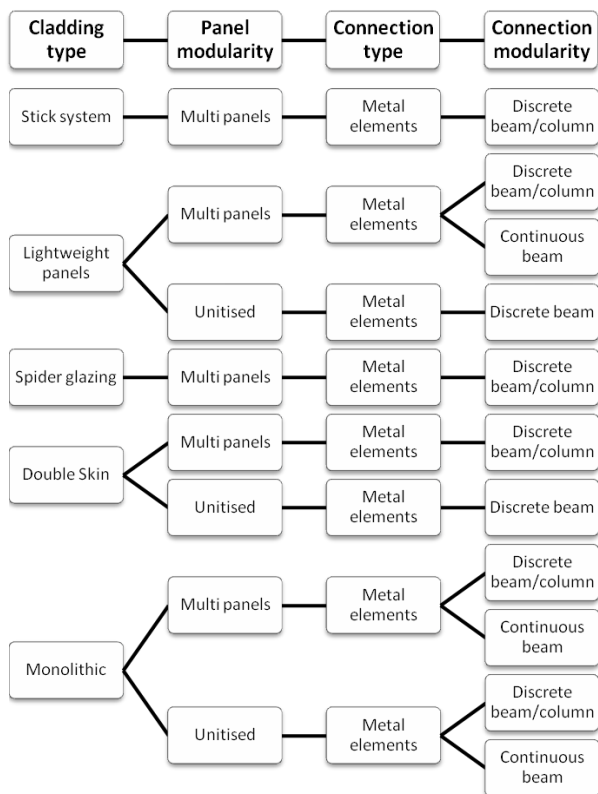 Cladding type
Panel modularity
Connection type
Connection modularity
Stick system
Multi panels
Metal elements
Discrete beam/column
Lightweight panels
Multi panels
Metal elements
Discrete beam/column
Continuous beam
Unitised
Metal elements
Discrete beam
Spider glazing
Multi panels
Metal elements
Discrete beam/column
Double Skin
Multi panels
Metal elements
Discrete beam/column
Unitised
Metal elements
Discrete beam
Monolithic
Multi panels
Metal elements
Discrete beam/column
Continuous beam
Unitised
Metal elements
Discrete beam/column
Continuous beam